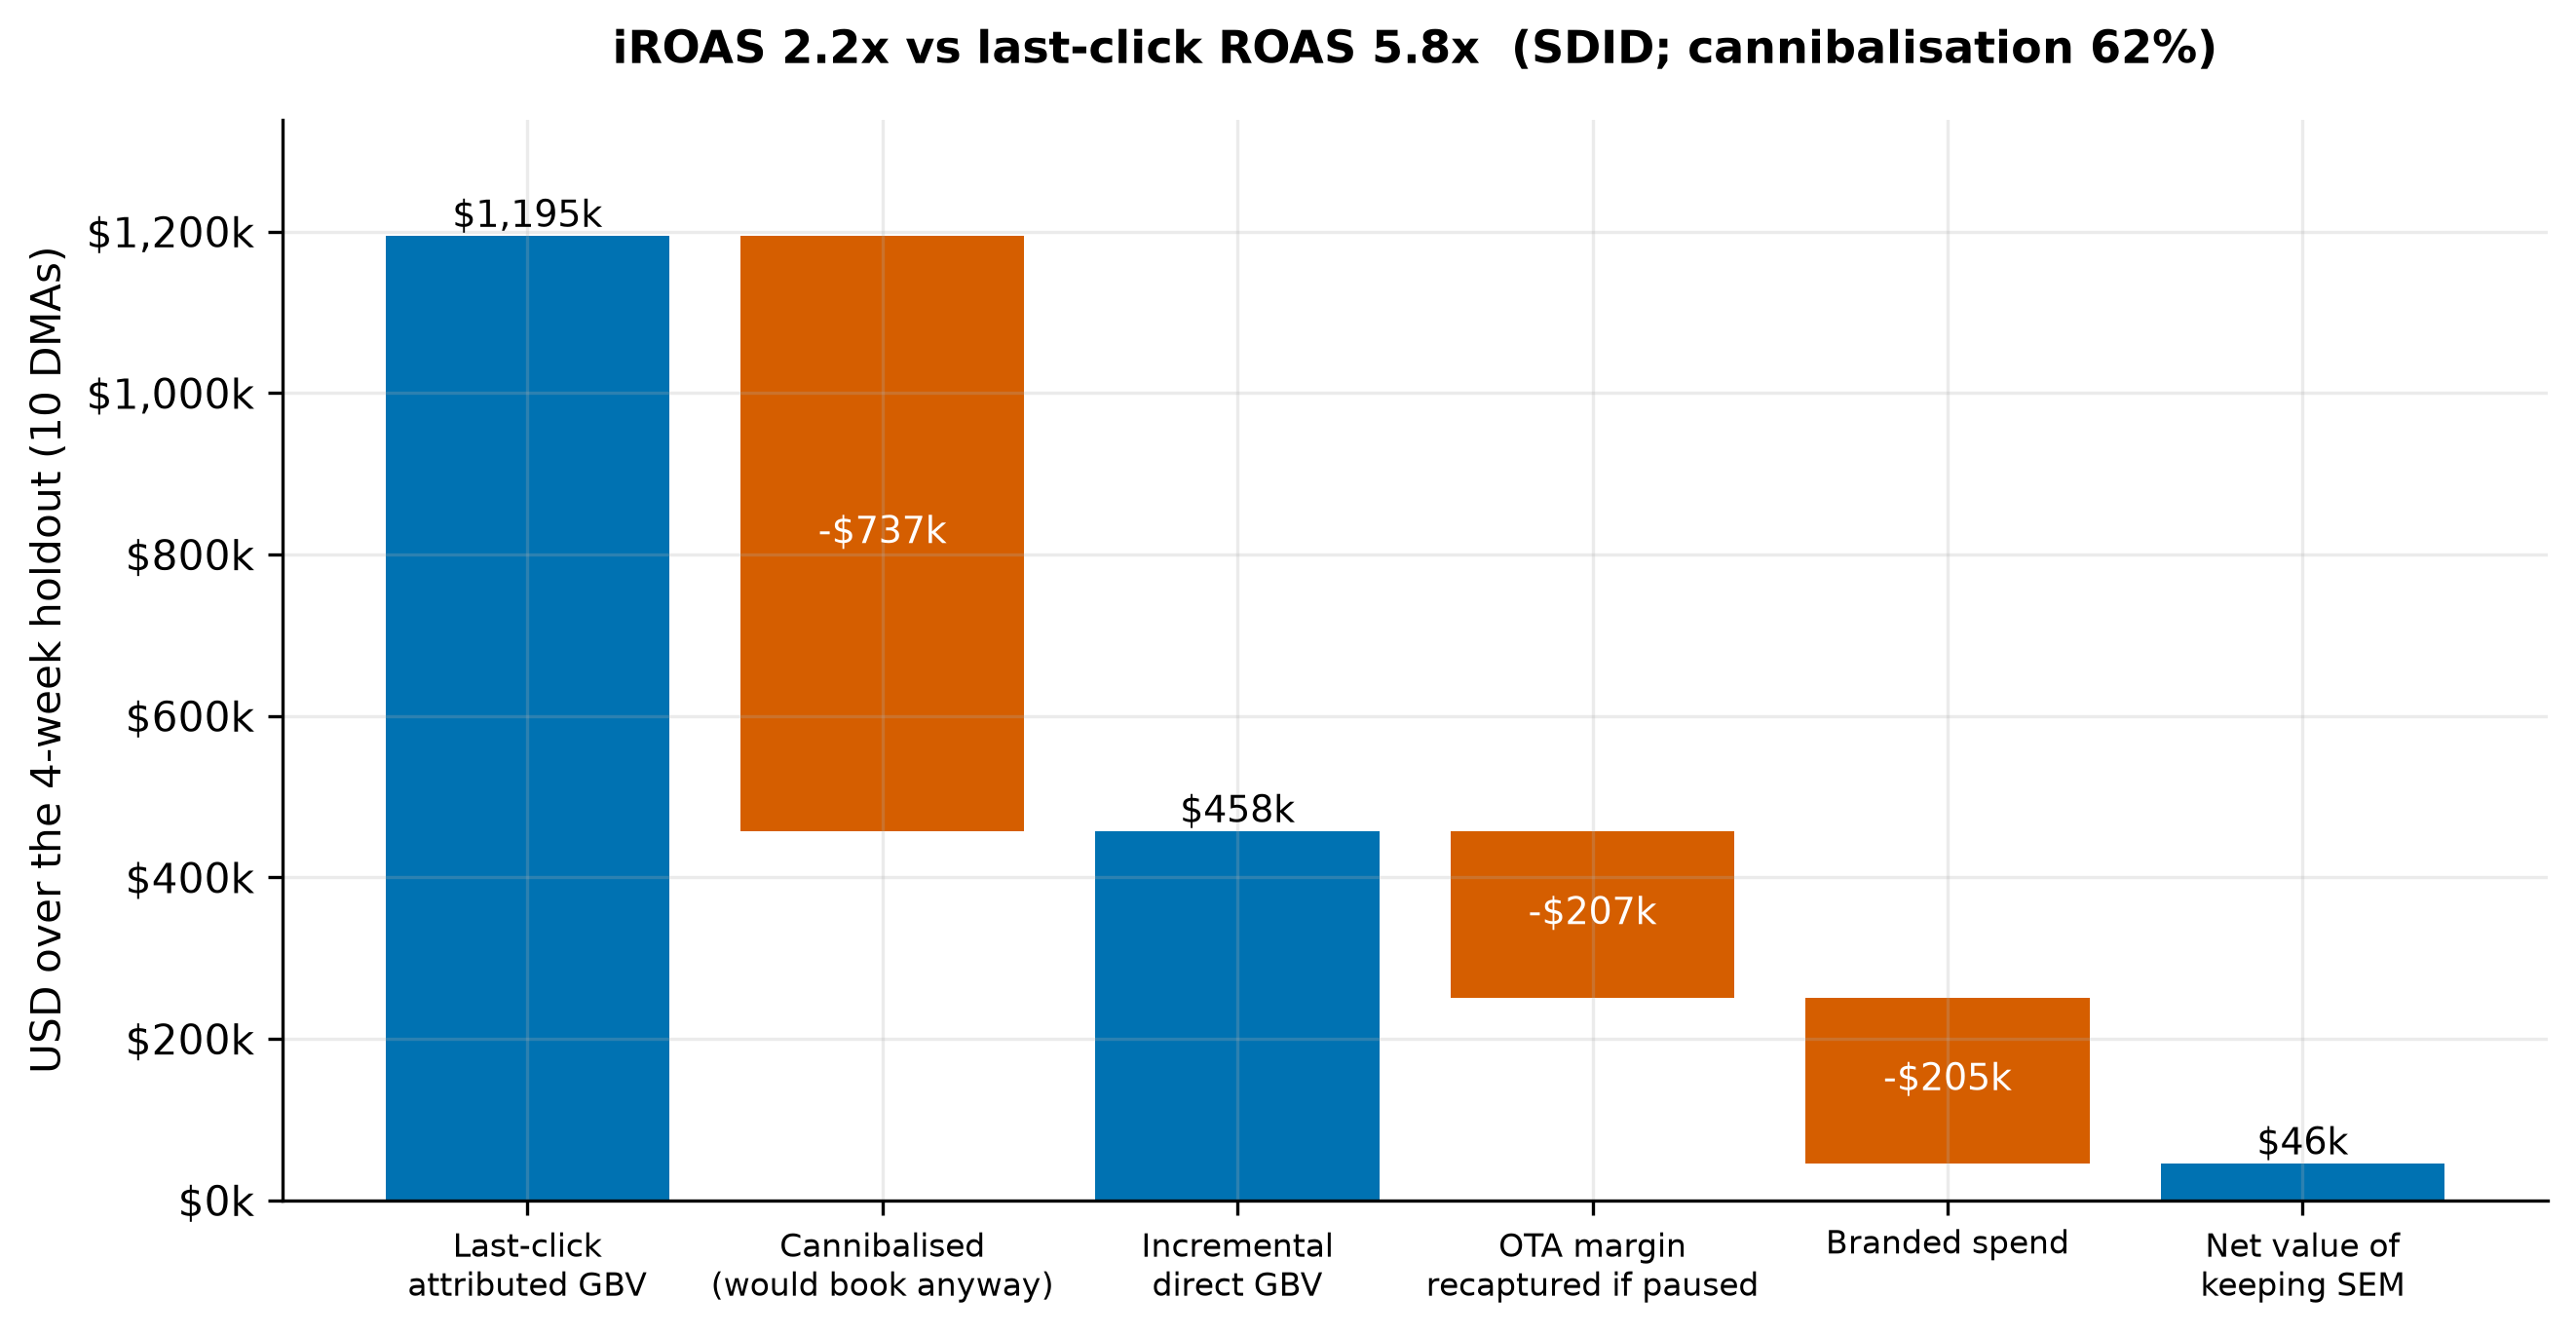 iROAS 2.2x vs last-click ROAS 5.8x  (SDID; cannibalisation 62%)
USD over the 4-week holdout (10 DMAs)
$1,200k
$1,000k
$800k
$600k
$400k
$200k
$0k
$1,195k
-$737k
$458k
-$207k
-$205k
$46k
Last-click
attributed GBV
Cannibalised
(would book anyway)
Incremental
direct GBV
OTA margin
recaptured if paused
Branded spend
Net value of
keeping SEM